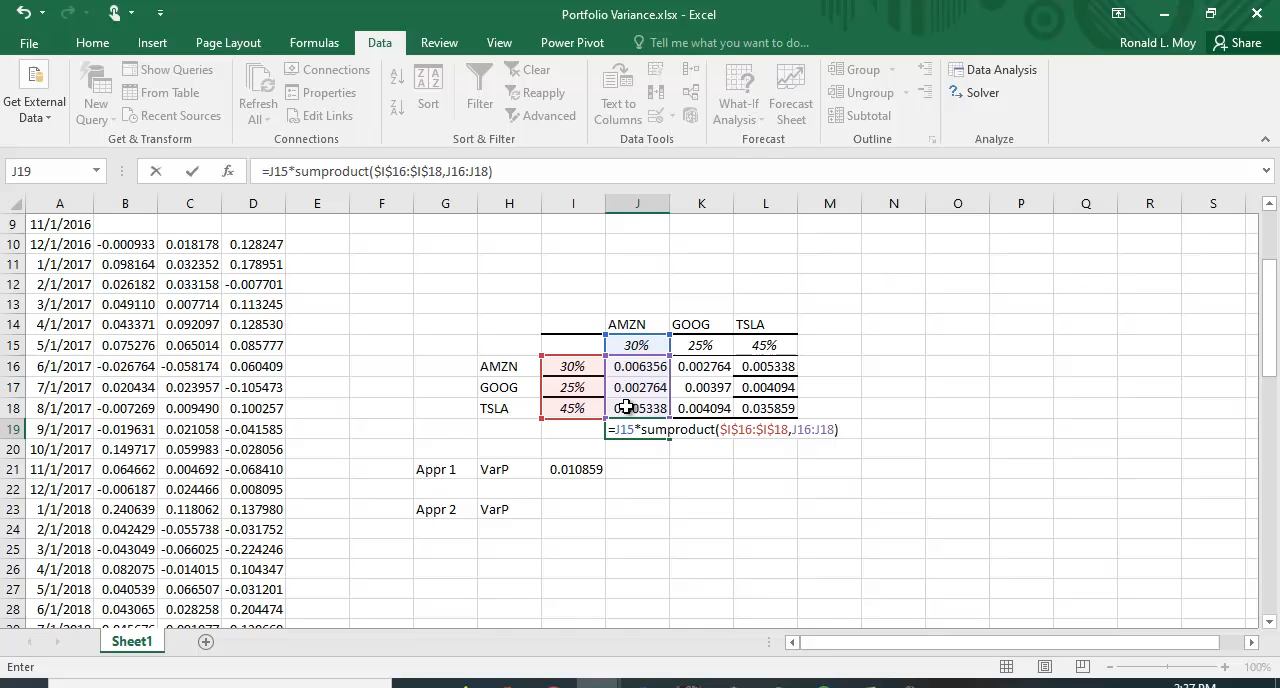 Portfolio Variance.xlsx - Excel
File Home Insert Page Layout Formulas Data Review View Power Pivot Tell me what you want to do... Ronald L. Moy Share
Get External Data
New Query
Show Queries
From Table
Recent Sources
Get & Transform
Refresh All
Connections
Properties
Edit Links
Connections
Sort
Filter
Clear
Reapply
Advanced
Sort & Filter
Text to Columns
Data Tools
What-If Analysis
Forecast Sheet
Forecast
Group
Ungroup
Subtotal
Outline
Data Analysis
Solver
Analyze
J19 fx =J15*sumproduct($I$16:$I$18,J16:J18)
A B C D E F G H I J K L M N O P Q R S
9 11/1/2016
10 12/1/2016 -0.000933 0.018178 0.128247
11 1/1/2017 0.098164 0.032352 0.178951
12 2/1/2017 0.026182 0.033158 -0.007701
13 3/1/2017 0.049110 0.007714 0.113245
14 4/1/2017 0.043371 0.092097 0.128530 AMZN GOOG TSLA
15 5/1/2017 0.075276 0.065014 0.085777 30% 25% 45%
16 6/1/2017 -0.026764 -0.058174 0.060409 AMZN 30% 0.006356 0.002764 0.005338
17 7/1/2017 0.020434 0.023957 -0.105473 GOOG 25% 0.002764 0.00397 0.004094
18 8/1/2017 -0.007269 0.009490 0.100257 TSLA 45% 0.004094 0.035859
19 9/1/2017 -0.019631 0.021058 -0.041585 =J15*sumproduct($I$16:$I$18,J16:J18)
20 10/1/2017 0.149717 0.059983 -0.028056
21 11/1/2017 0.064662 0.004692 -0.068410 Appr 1 VarP 0.010859
22 12/1/2017 -0.006187 0.024466 0.008095
23 1/1/2018 0.240639 0.118062 0.137980 Appr 2 VarP
24 2/1/2018 0.042429 -0.055738 -0.031752
25 3/1/2018 -0.043049 -0.066025 -0.224246
26 4/1/2018 0.082075 -0.014015 0.104347
27 5/1/2018 0.040539 0.066507 -0.031201
28 6/1/2018 0.043065 0.028258 0.204474
Sheet1
Enter 100%